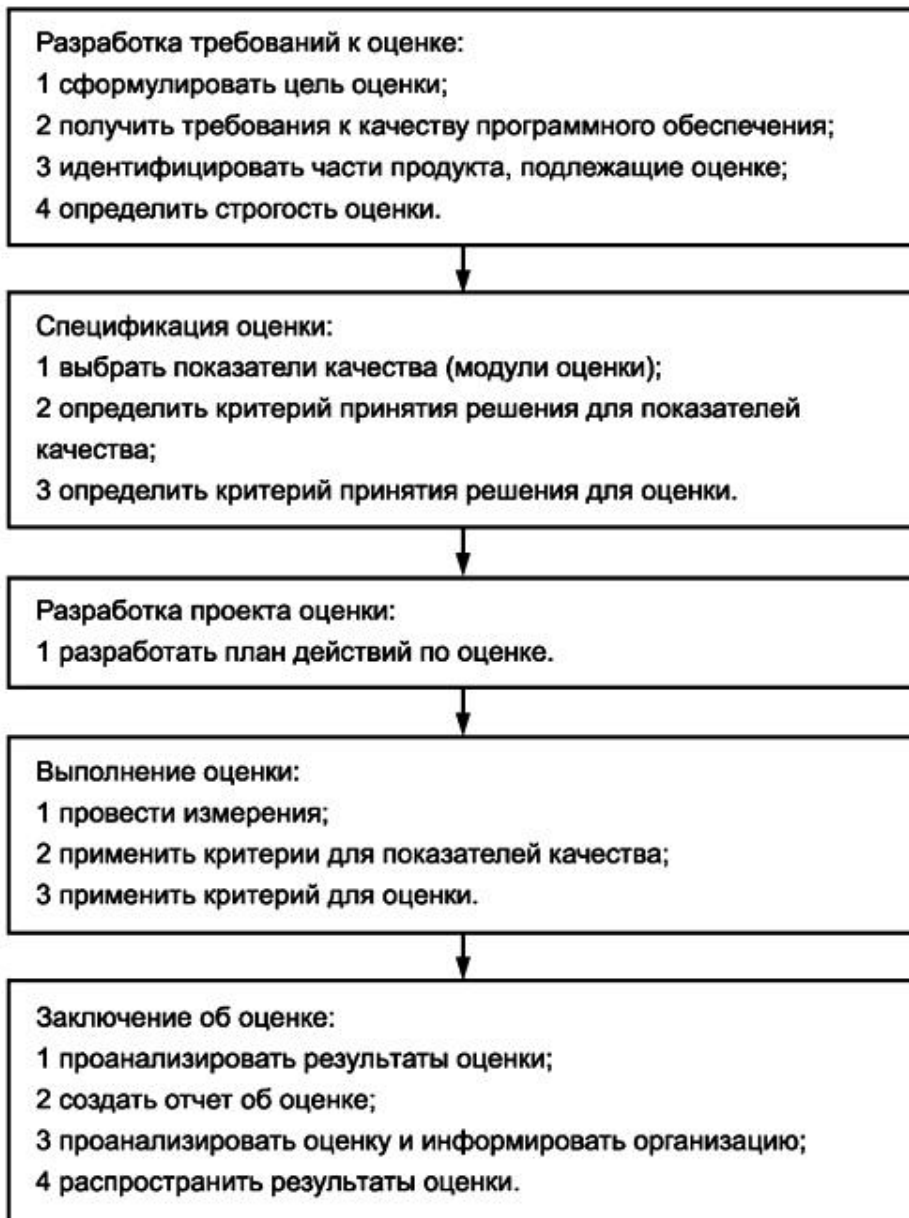 Разработка требований к оценке:
1 сформулировать цель оценки;
2 получить требования к качеству программного обеспечения;
3 идентифицировать части продукта, подлежащие оценке;
4 определить строгость оценки.
Спецификация оценки:
1 выбрать показатели качества (модули оценки);
2 определить критерий принятия решения для показателей
качества;
3 определить критерий принятия решения для оценки.
Разработка проекта оценки:
1 разработать план действий по оценке.
Выполнение оценки:
1 провести измерения;
2 применить критерии для показателей качества;
3 применить критерий для оценки.
Заключение об оценке:
1 проанализировать результаты оценки;
2 создать отчет об оценке;
3 проанализировать оценку и информировать организацию;
4 распространить результаты оценки.